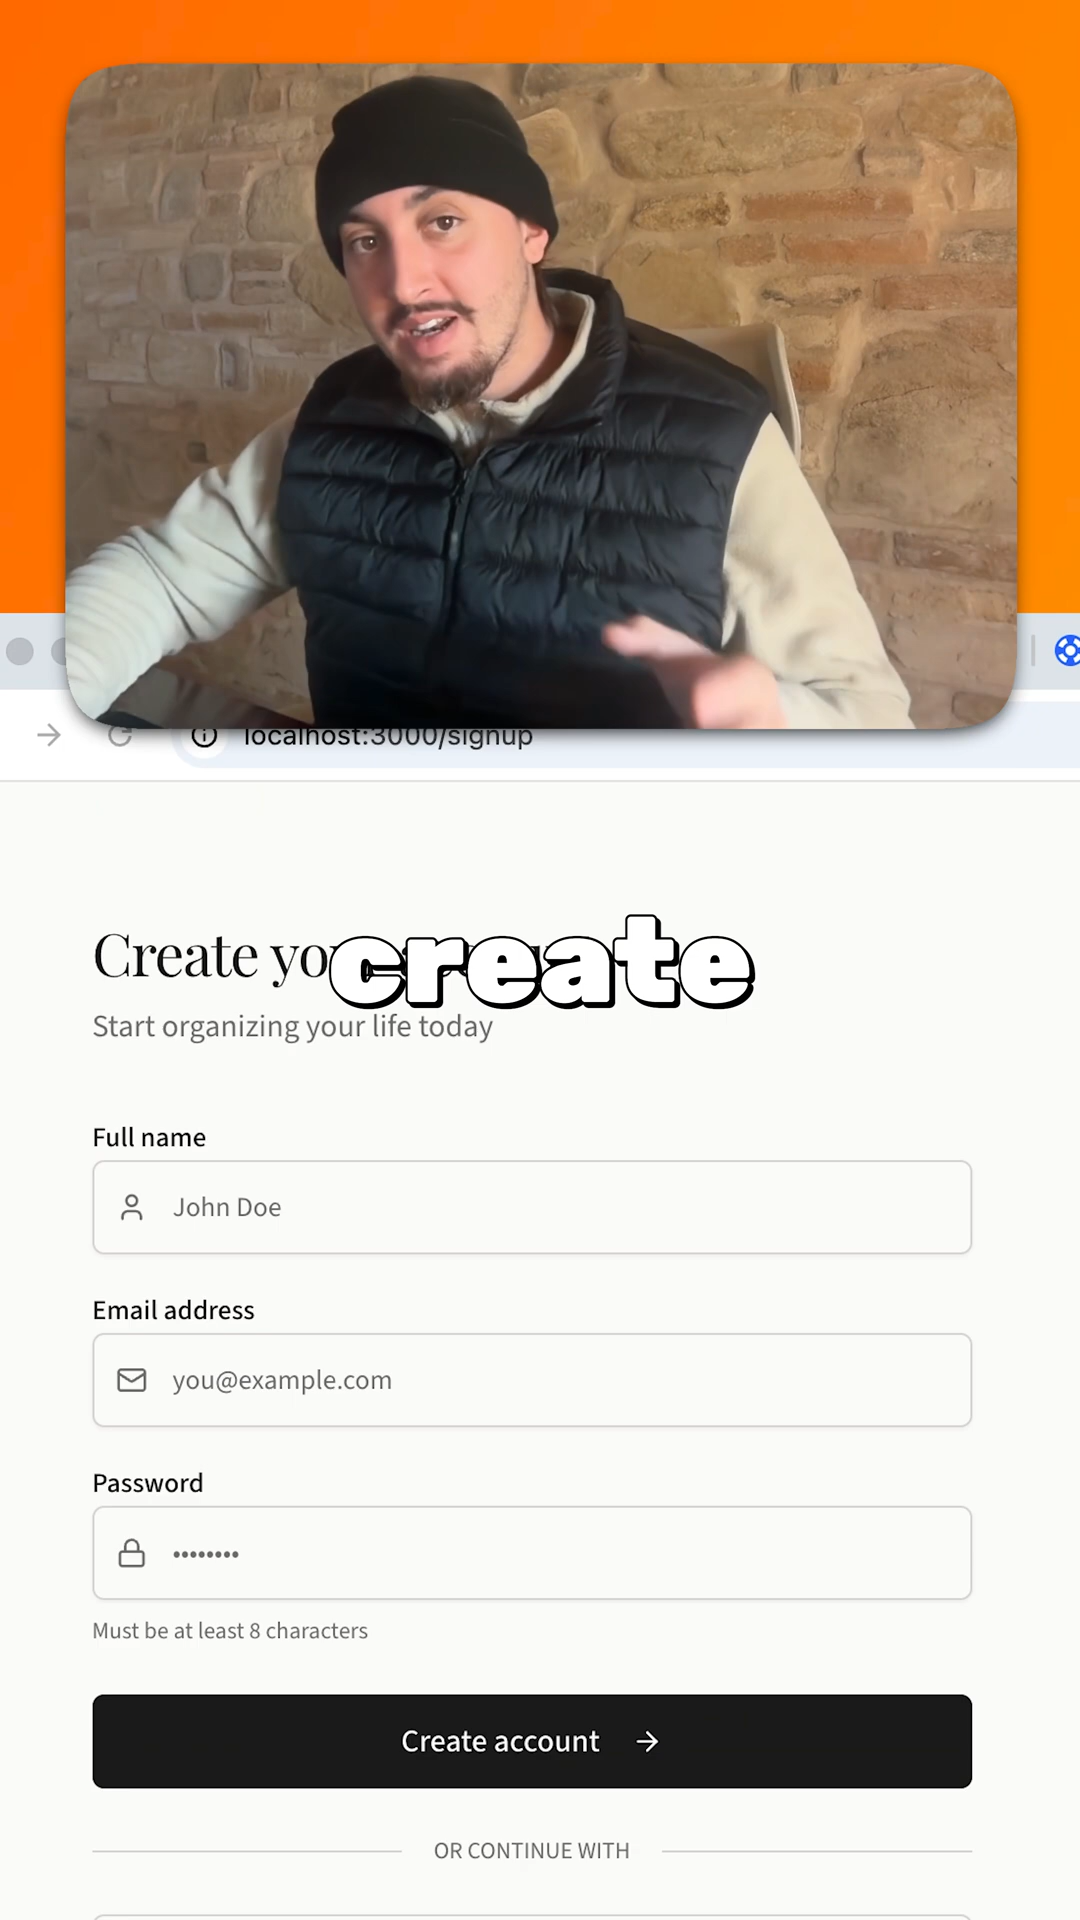 localhost:3000/signup
Create yo
create
Start organizing your life today
Full name
John Doe
Email address
you@example.com
Password
••••••••
Must be at least 8 characters
Create account →
OR CONTINUE WITH